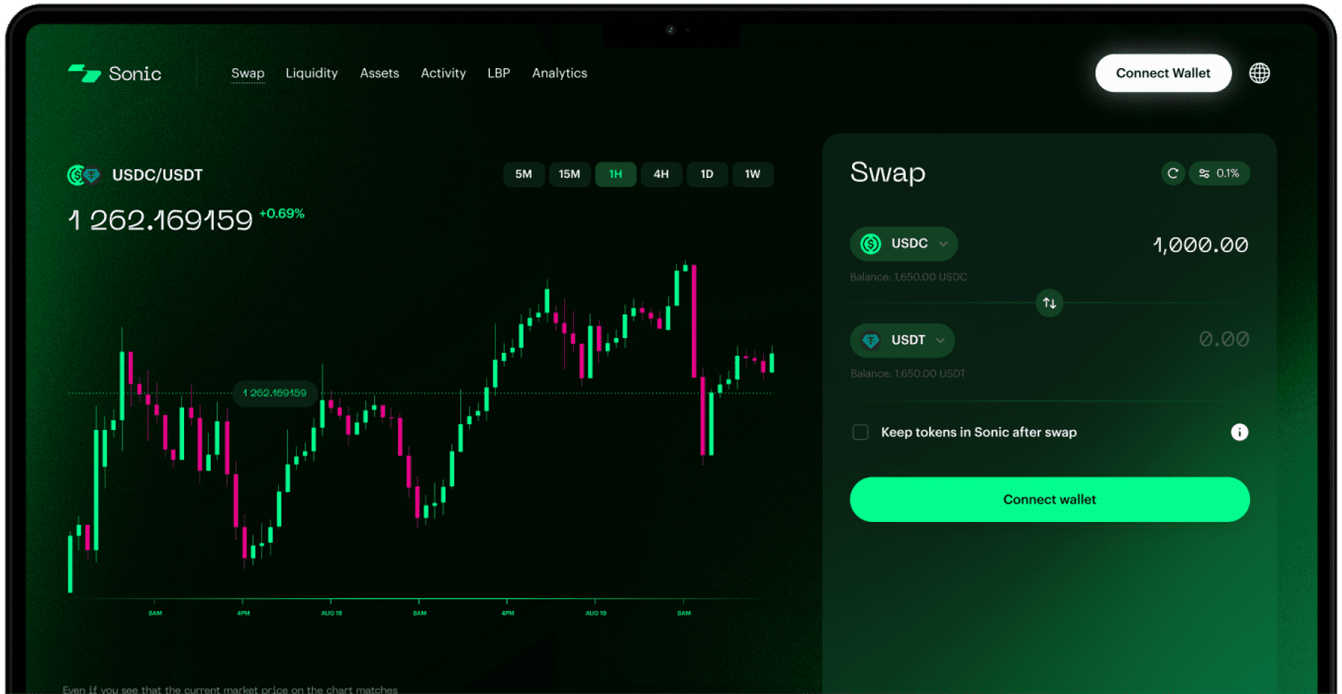 Sonic
Swap Liquidity Assets Activity LBP Analytics
Connect Wallet
USDC/USDT
1 262.169159 +0.69%
5M 15M 1H 4H 1D 1W
1 262.169159
8AM 4PM AUG 18 8AM 4PM AUG 19 8AM
Even if you see that the current market price on the chart matches
Swap
0.1%
USDC 1,000.00
Balance: 1,650.00 USDC
USDT 0.00
Balance: 1,650.00 USDT
Keep tokens in Sonic after swap
Connect wallet